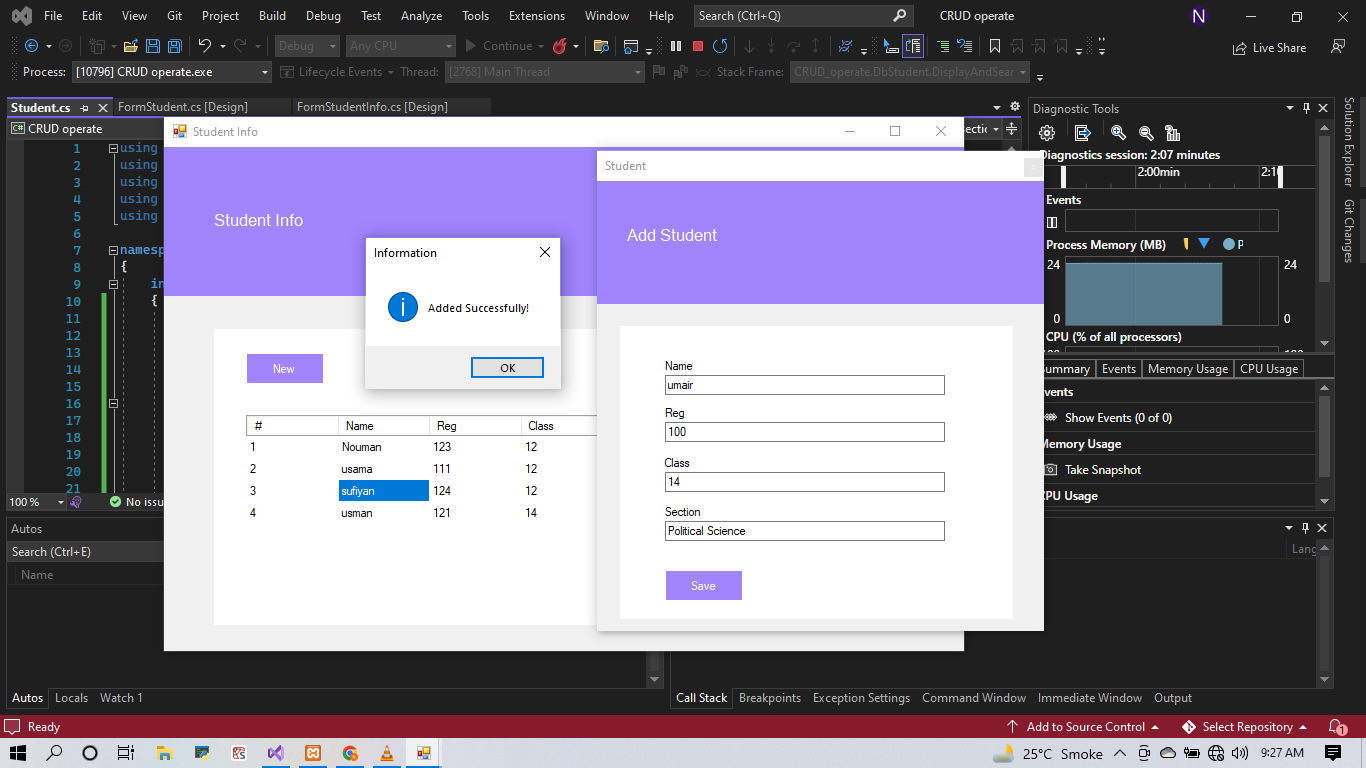 File Edit View Git Project Build Debug Test Analyze Tools Extensions Window Help Search (Ctrl+Q) CRUD operate N
Debug Any CPU Continue Live Share
Process: [10796] CRUD operate.exe Lifecycle Events Thread: [2768] Main Thread Stack Frame: CRUD_operate.DbStudent.DisplayAndSear
Student.cs FormStudent.cs [Design] FormStudentInfo.cs [Design]
C# CRUD operate
1 using
2 using
3 using
4 using
5 using
6
7 namesp
8 {
9 in
10 {
11
12
13
14
15
16
17
18
19
20
21
100 % No issu
Student Info
Student Info
New
# Name Reg Class
1 Nouman 123 12
2 usama 111 12
3 sufiyan 124 12
4 usman 121 14
Information
Added Successfully!
OK
Student
Add Student
Name
umair
Reg
100
Class
14
Section
Political Science
Save
Diagnostic Tools
Diagnostics session: 2:07 minutes
2:00min 2:1
Events
Process Memory (MB) P
24 24
0 0
CPU (% of all processors)
ummary Events Memory Usage CPU Usage
vents
Show Events (0 of 0)
Memory Usage
Take Snapshot
CPU Usage
Solution Explorer
Git Changes
Autos
Search (Ctrl+E)
Name
Lang
Autos Locals Watch 1
Call Stack Breakpoints Exception Settings Command Window Immediate Window Output
Ready Add to Source Control Select Repository 1
25°C Smoke 9:27 AM